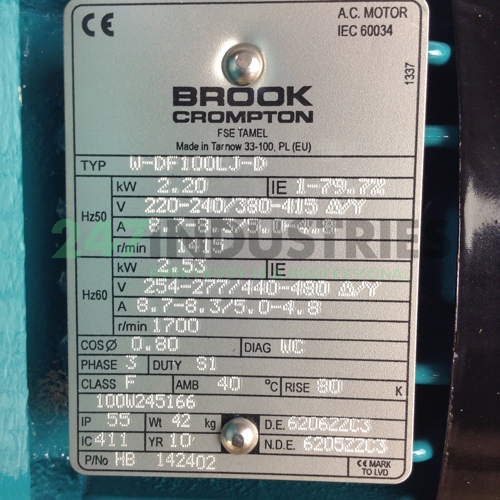 CE
A.C. MOTOR
IEC 60034
1337
BROOK
CROMPTON
FSE TAMEL
Made in Tarnow 33-100, PL (EU)
TYP W-DF100LJ-D
Hz50
kW 2.20 IE 1-79.7%
V 220-240/380-415 Δ/Y
A
r/min 1415
247INDUSTRIES
Hz60
kW 2.53 IE
V 254-277/440-480 Δ/Y
A 8.7-8.3/5.0-4.8
r/min 1700
COSØ 0.80 DIAG WC
PHASE 3 DUTY S1
CLASS F AMB 40 °C RISE 80 K
100W245166
IP 55 Wt 42 kg D.E. 6206ZZC3
IC 411 YR 10 N.D.E. 6205ZZC3
P/No HB 142402 CE MARK
TO LVD